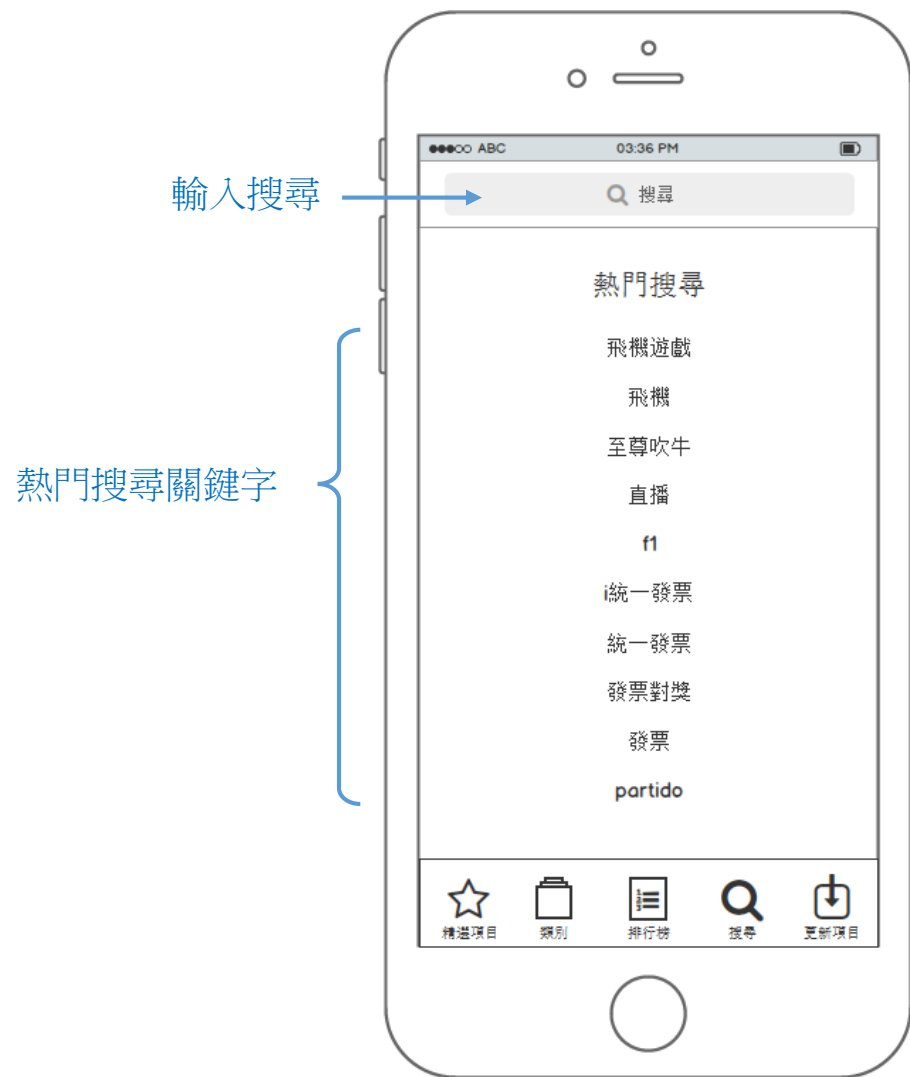 ABC 03:36 PM
輸入搜尋
搜尋
熱門搜尋
飛機遊戲
飛機
至尊吹牛
直播
f1
i統一發票
統一發票
發票對獎
發票
partido
熱門搜尋關鍵字
精選項目 類別 排行榜 搜尋 更新項目